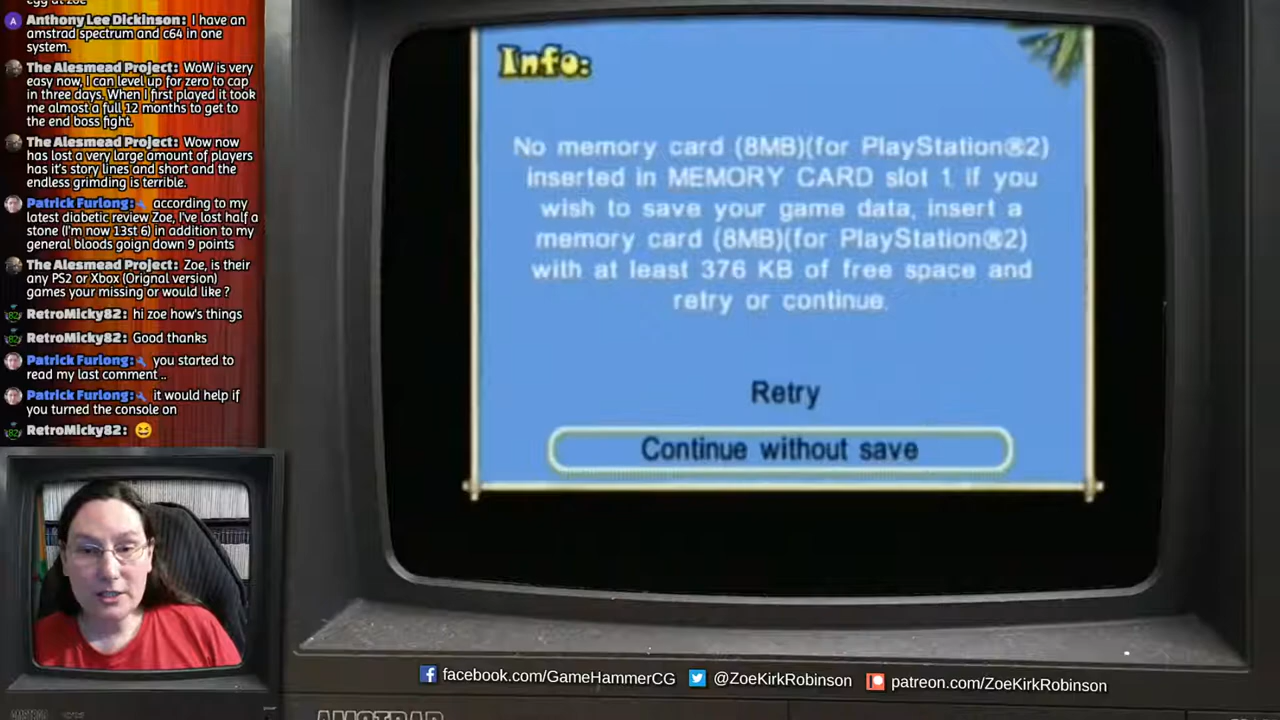 egg at zoe
Anthony Lee Dickinson: I have an
amstrad spectrum and c64 in one
system.
The Alesmead Project: WoW is very
easy now, I can level up for zero to cap
in three days. When I first played it took
me almost a full 12 months to get to
the end boss fight.
The Alesmead Project: Wow now
has lost a very large amount of players
has it's story lines and short and the
endless grinding is terrible.
Patrick Furlong: according to my
latest diabetic review Zoe, I've lost half a
stone (I'm now 13st 6) in addition to my
general bloods goign down 9 points
The Alesmead Project: Zoe, is their
any PS2 or Xbox (Orignal version)
games your missing or would like ?
RetroMicky82: hi zoe how's things
RetroMicky82: Good thanks
Patrick Furlong: you started to
read my last comment ..
Patrick Furlong: it would help if
you turned the console on
RetroMicky82: 😆
Info:
No memory card (8MB)(for PlayStation®2)
inserted in MEMORY CARD slot 1. if you
wish to save your game data, insert a
memory card (8MB)(for PlayStation®2)
with at least 376 KB of free space and
retry or continue.
Retry
Continue without save
facebook.com/GameHammerCG @ZoeKirkRobinson patreon.com/ZoeKirkRobinson
AMSTRAD